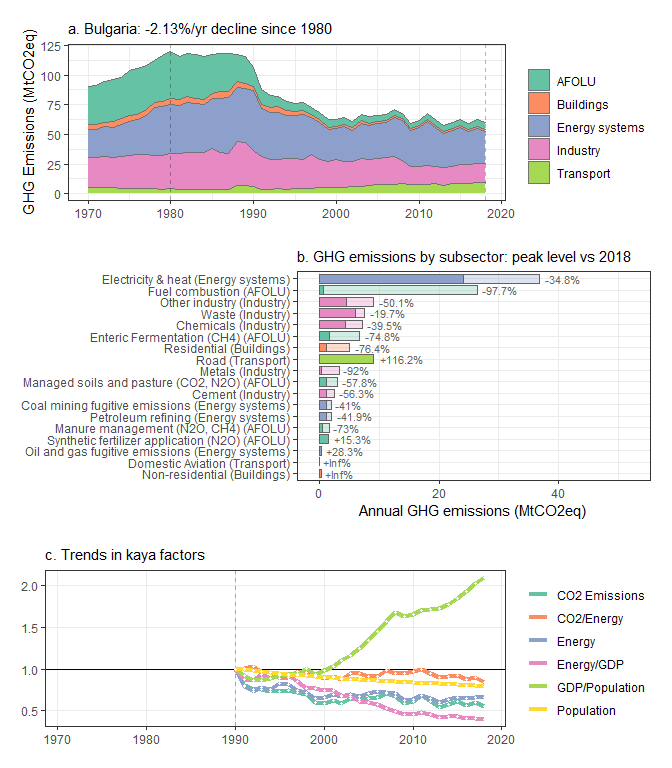 a. Bulgaria: -2.13%/yr decline since 1980
GHG Emissions (MtCO2eq)
125
100
75
50
25
0
1970
1980
1990
2000
2010
2020
AFOLU
Buildings
Energy systems
Industry
Transport
b. GHG emissions by subsector: peak level vs 2018
Electricity & heat (Energy systems)
-34.8%
Fuel combustion (AFOLU)
-97.7%
Other industry (Industry)
-50.1%
Waste (Industry)
-19.7%
Chemicals (Industry)
-39.5%
Enteric Fermentation (CH4) (AFOLU)
-74.8%
Residential (Buildings)
-76.4%
Road (Transport)
+116.2%
Metals (Industry)
-92%
Managed soils and pasture (CO2, N2O) (AFOLU)
-57.8%
Cement (Industry)
-56.3%
Coal mining fugitive emissions (Energy systems)
-41%
Petroleum refining (Energy systems)
-41.9%
Manure management (N2O, CH4) (AFOLU)
-73%
Synthetic fertilizer application (N2O) (AFOLU)
+15.3%
Oil and gas fugitive emissions (Energy systems)
+28.3%
Domestic Aviation (Transport)
+Inf%
Non-residential (Buildings)
+Inf%
0
20
40
Annual GHG emissions (MtCO2eq)
c. Trends in kaya factors
2.0
1.5
1.0
0.5
1970
1980
1990
2000
2010
2020
CO2 Emissions
CO2/Energy
Energy
Energy/GDP
GDP/Population
Population